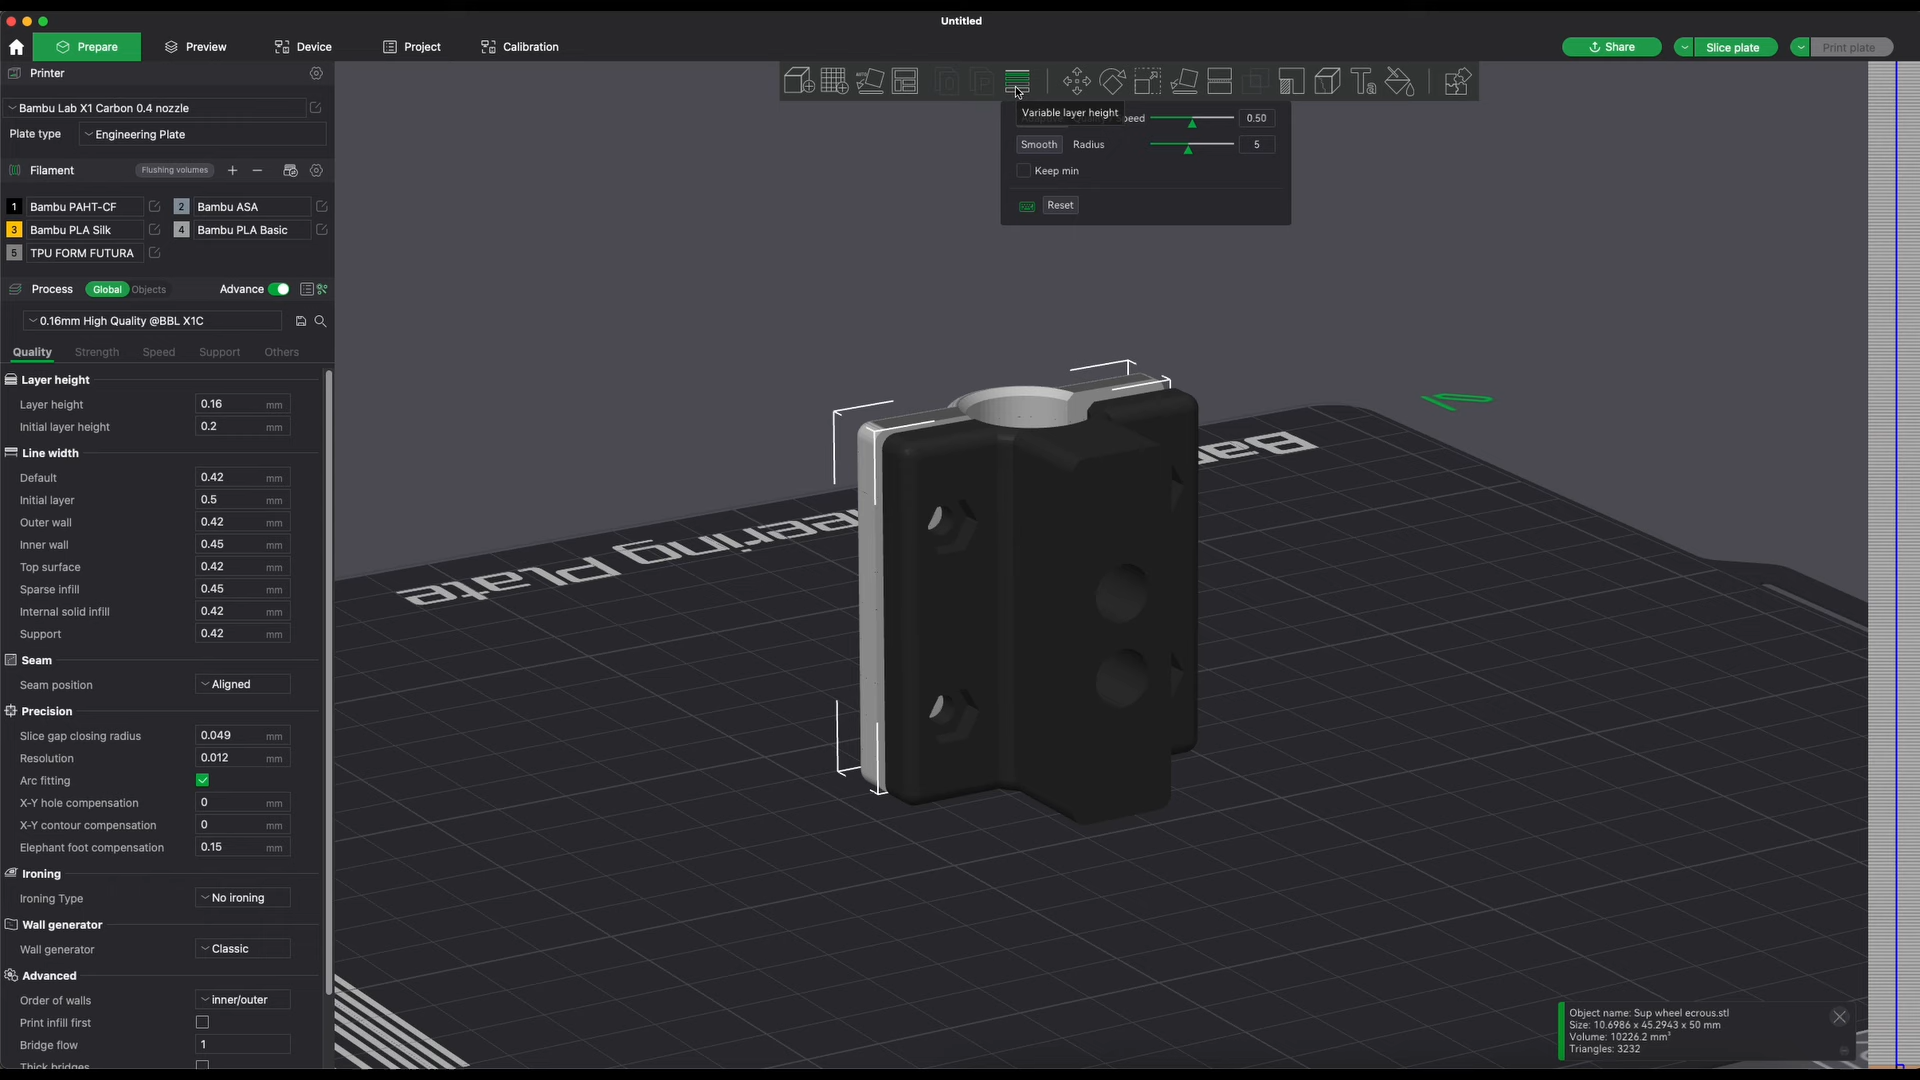 Untitled
Prepare
Preview
Device
Project
Calibration
Share
Slice plate
Print plate
Printer
Bambu Lab X1 Carbon 0.4 nozzle
Plate type
Engineering Plate
Filament
Flushing volumes
1 Bambu PAHT-CF
2 Bambu ASA
3 Bambu PLA Silk
4 Bambu PLA Basic
5 TPU FORM FUTURA
Process
Global
Objects
Advance
0.16mm High Quality @BBL X1C
Quality
Strength
Speed
Support
Others
Layer height
Layer height 0.16 mm
Initial layer height 0.2 mm
Line width
Default 0.42 mm
Initial layer 0.5 mm
Outer wall 0.42 mm
Inner wall 0.45 mm
Top surface 0.42 mm
Sparse infill 0.45 mm
Internal solid infill 0.42 mm
Support 0.42 mm
Seam
Seam position Aligned
Precision
Slice gap closing radius 0.049 mm
Resolution 0.012 mm
Arc fitting
X-Y hole compensation 0 mm
X-Y contour compensation 0 mm
Elephant foot compensation 0.15 mm
Ironing
Ironing Type No ironing
Wall generator
Wall generator Classic
Advanced
Order of walls inner/outer
Print infill first
Bridge flow 1
Thick bridges
Variable layer height
0.50
Smooth Radius 5
Keep min
Reset
Plate
Object name: Sup wheel ecrous.stl
Size: 10.6986 x 45.2943 x 50 mm
Volume: 10226.2 mm³
Triangles: 3232